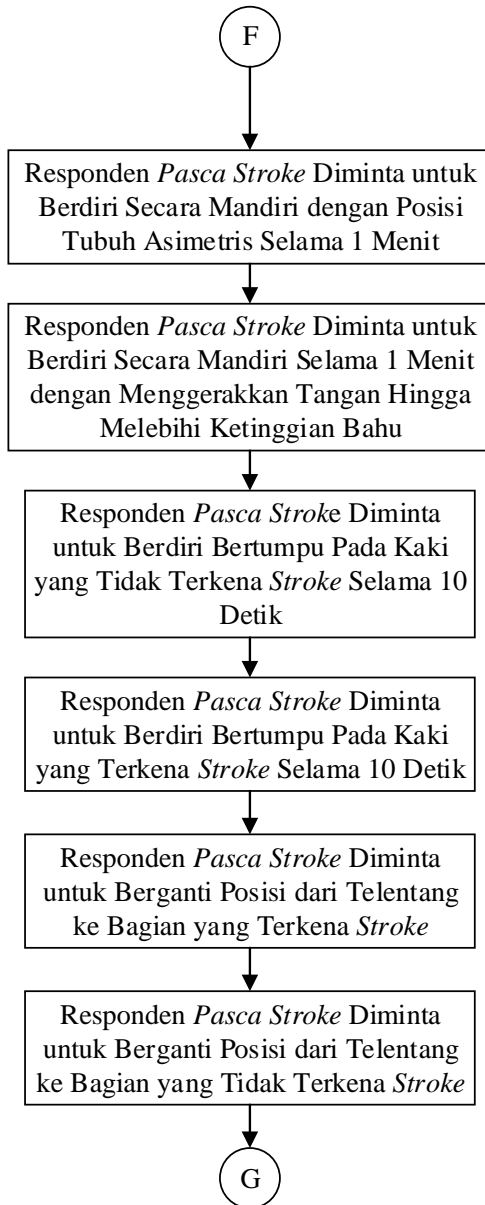 F
Responden Pasca Stroke Diminta untuk
Berdiri Secara Mandiri dengan Posisi
Tubuh Asimetris Selama 1 Menit
Responden Pasca Stroke Diminta untuk
Berdiri Secara Mandiri Selama 1 Menit
dengan Menggerakkan Tangan Hingga
Melebihi Ketinggian Bahu
Responden Pasca Stroke Diminta
untuk Berdiri Bertumpu Pada Kaki
yang Tidak Terkena Stroke Selama 10
Detik
Responden Pasca Stroke Diminta
untuk Berdiri Bertumpu Pada Kaki
yang Terkena Stroke Selama 10 Detik
Responden Pasca Stroke Diminta
untuk Berganti Posisi dari Telentang
ke Bagian yang Terkena Stroke
Responden Pasca Stroke Diminta
untuk Berganti Posisi dari Telentang
ke Bagian yang Tidak Terkena Stroke
G